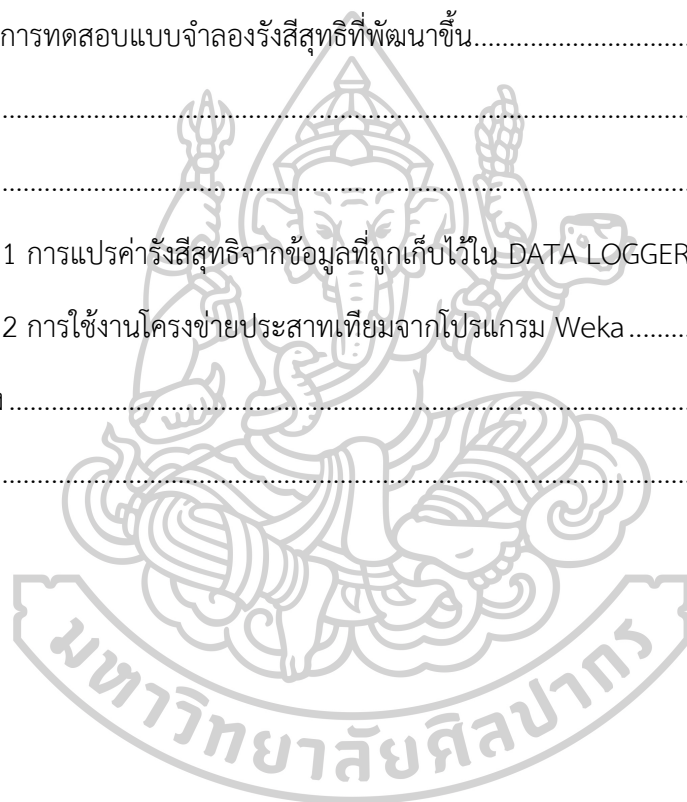 การทดสอบแบบจำลองรังสีสุทธิที่พัฒนาขึ้น................................
................................................................................................
................................................................................................
1 การแปรค่ารังสีสุทธิจากข้อมูลที่ถูกเก็บไว้ใน DATA LOGGER
2 การใช้งานโครงข่ายประสาทเทียมจากโปรแกรม Weka.........
................................................................................................
................................................................................................
มหาวิทยาลัยศิลปากร